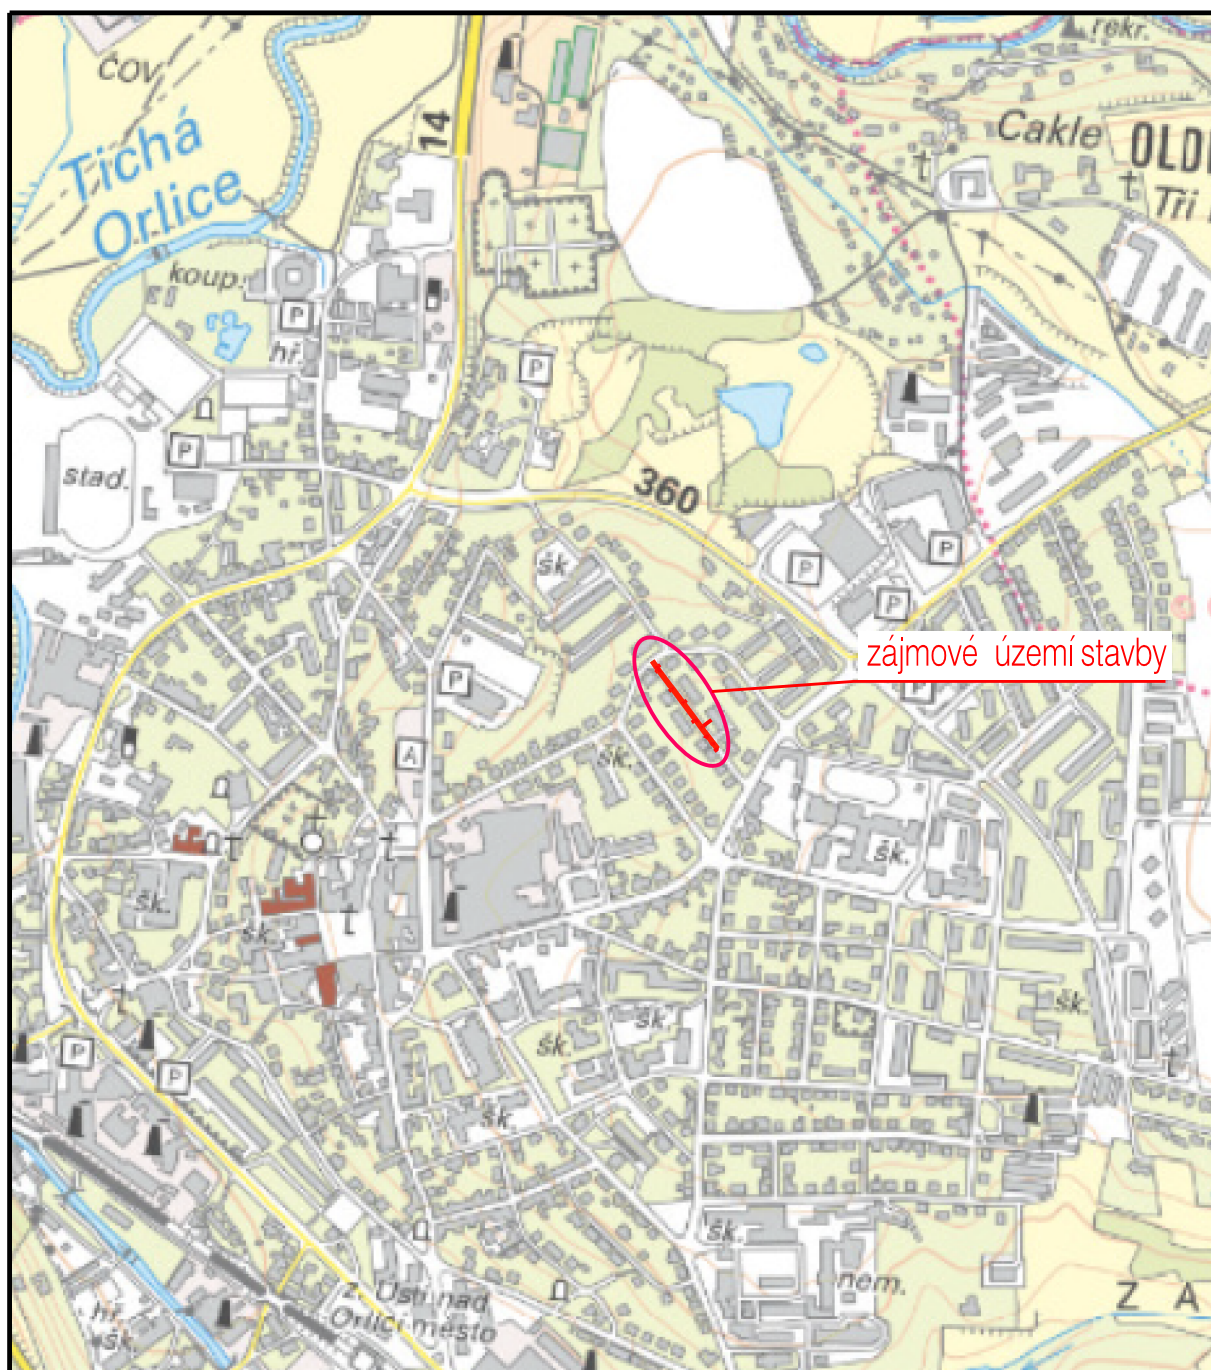 ČOV
rekr.
Tichá
Orlice
14
Cakle
OLD
Tři
koup.
P
hř.
P
P
stad.
360
P
P
šk
P
zájmové území stavby
P
P
A
šk.
šk.
šk.
šk.
šk.
šk.
šk.
P
P
šk.
šk.
nem.
Z A
z. Ústí nad
Orlicí město
hř.
šk.